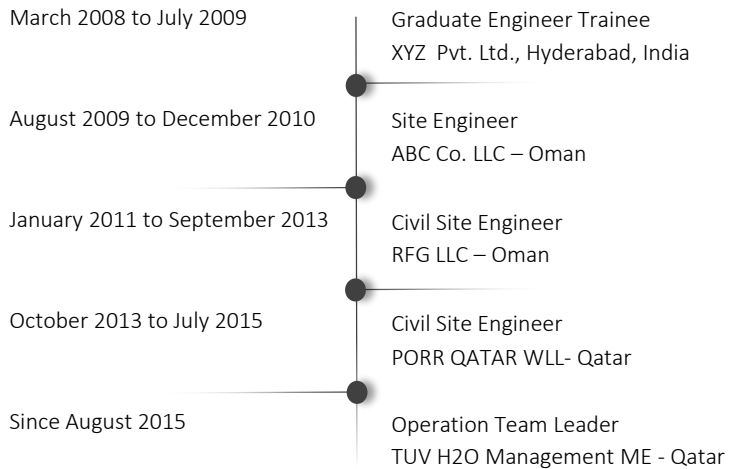 March 2008 to July 2009
Graduate Engineer Trainee
XYZ Pvt. Ltd., Hyderabad, India
August 2009 to December 2010
Site Engineer
ABC Co. LLC – Oman
January 2011 to September 2013
Civil Site Engineer
RFG LLC – Oman
October 2013 to July 2015
Civil Site Engineer
PORR QATAR WLL- Qatar
Since August 2015
Operation Team Leader
TUV H2O Management ME - Qatar